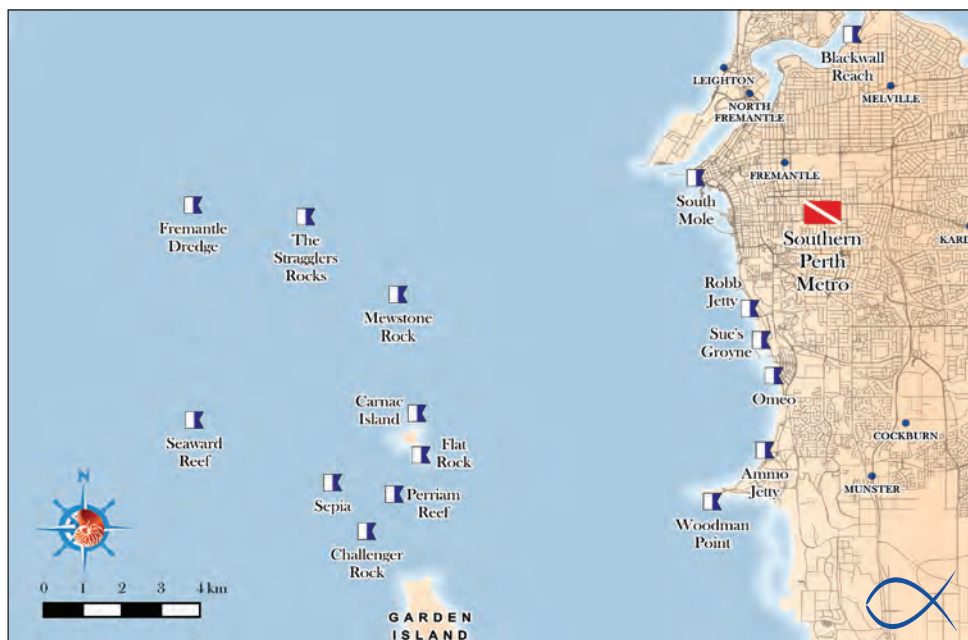 Blackwall
Reach
LEIGHTON
MELVILLE
NORTH
FREMANTLE
FREMANTLE
South
Mole
Fremantle
Dredge
The
Stragglers
Rocks
Southern
Perth
Metro
KARD
Robb
Jetty
Mewstone
Rock
Sue's
Groyne
Omeo
Carnac
Island
Seaward
Reef
Flat
Rock
COCKBURN
Ammo
Jetty
MUNSTER
Sepia
Perriam
Reef
Woodman
Point
Challenger
Rock
N
0 1 2 3 4 km
GARDEN
ISLAND